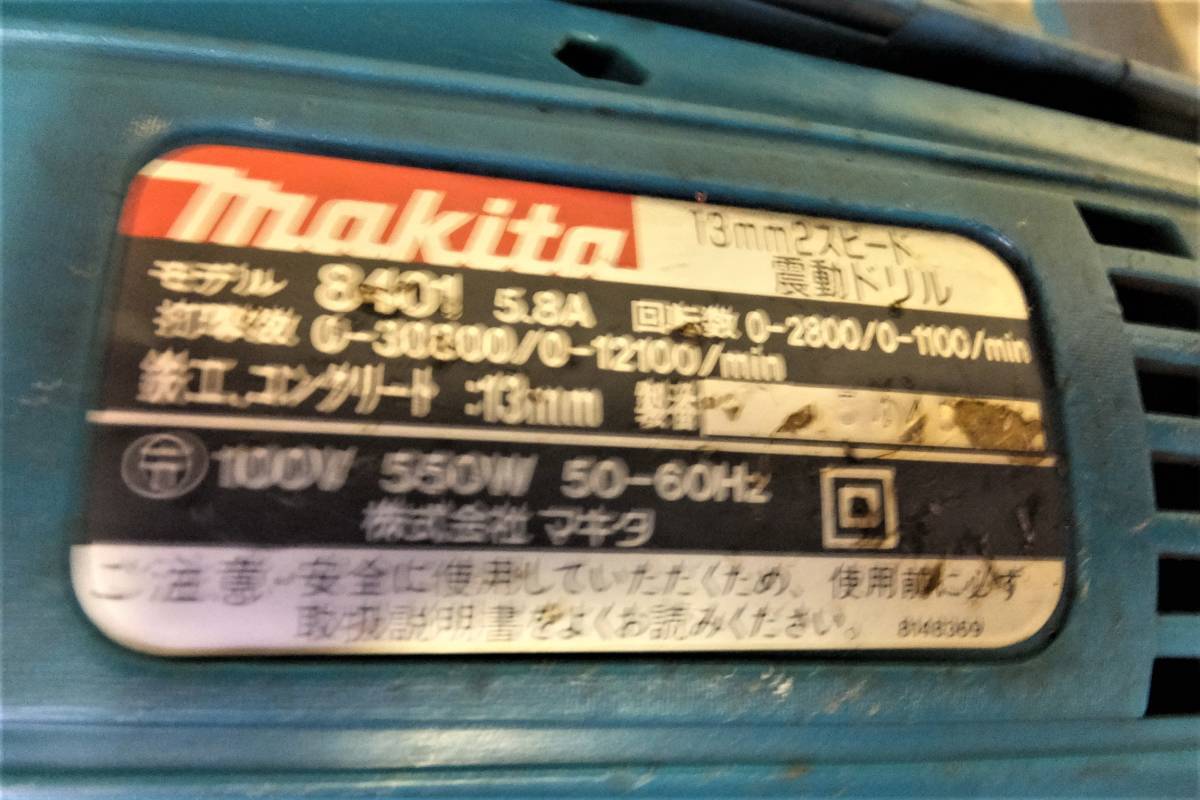 makita
13mm2スピード
震動ドリル
モデル 8401 5.8A 回転数 0-2800/0-1100/min
打撃数 0-30800/0-12100/min
鉄工、コンクリート :13mm 製番
100V 550W 50-60Hz
株式会社 マキタ
ご注意 安全に使用していただくため、使用前に必ず
取扱説明書をよくお読みください。 8148369